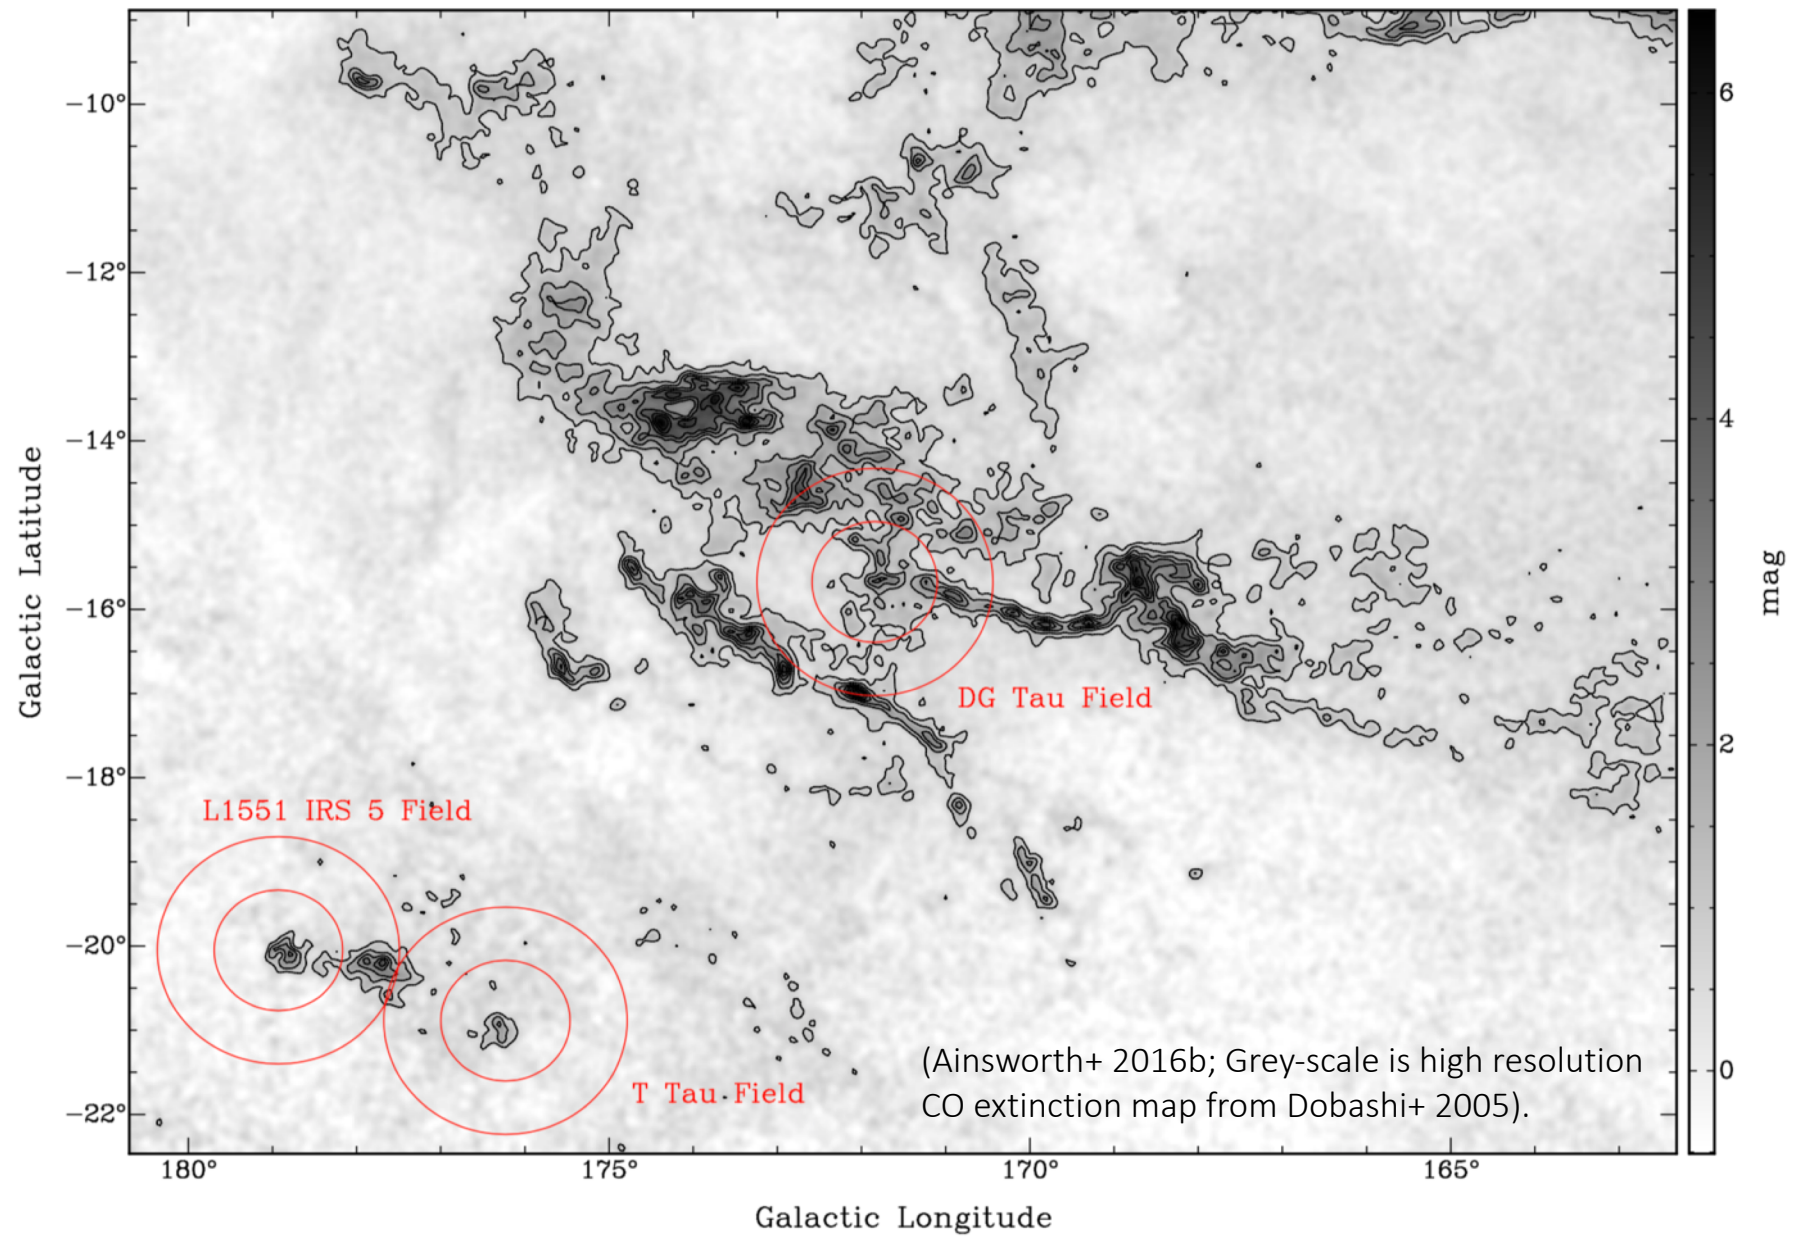 −10°
−12°
−14°
−16°
−18°
−20°
−22°
Galactic Latitude
6
4
2
0
mag
DG Tau Field
L1551 IRS 5 Field
T Tau Field
(Ainsworth+ 2016b; Grey-scale is high resolution
CO extinction map from Dobashi+ 2005).
180°
175°
170°
165°
Galactic Longitude